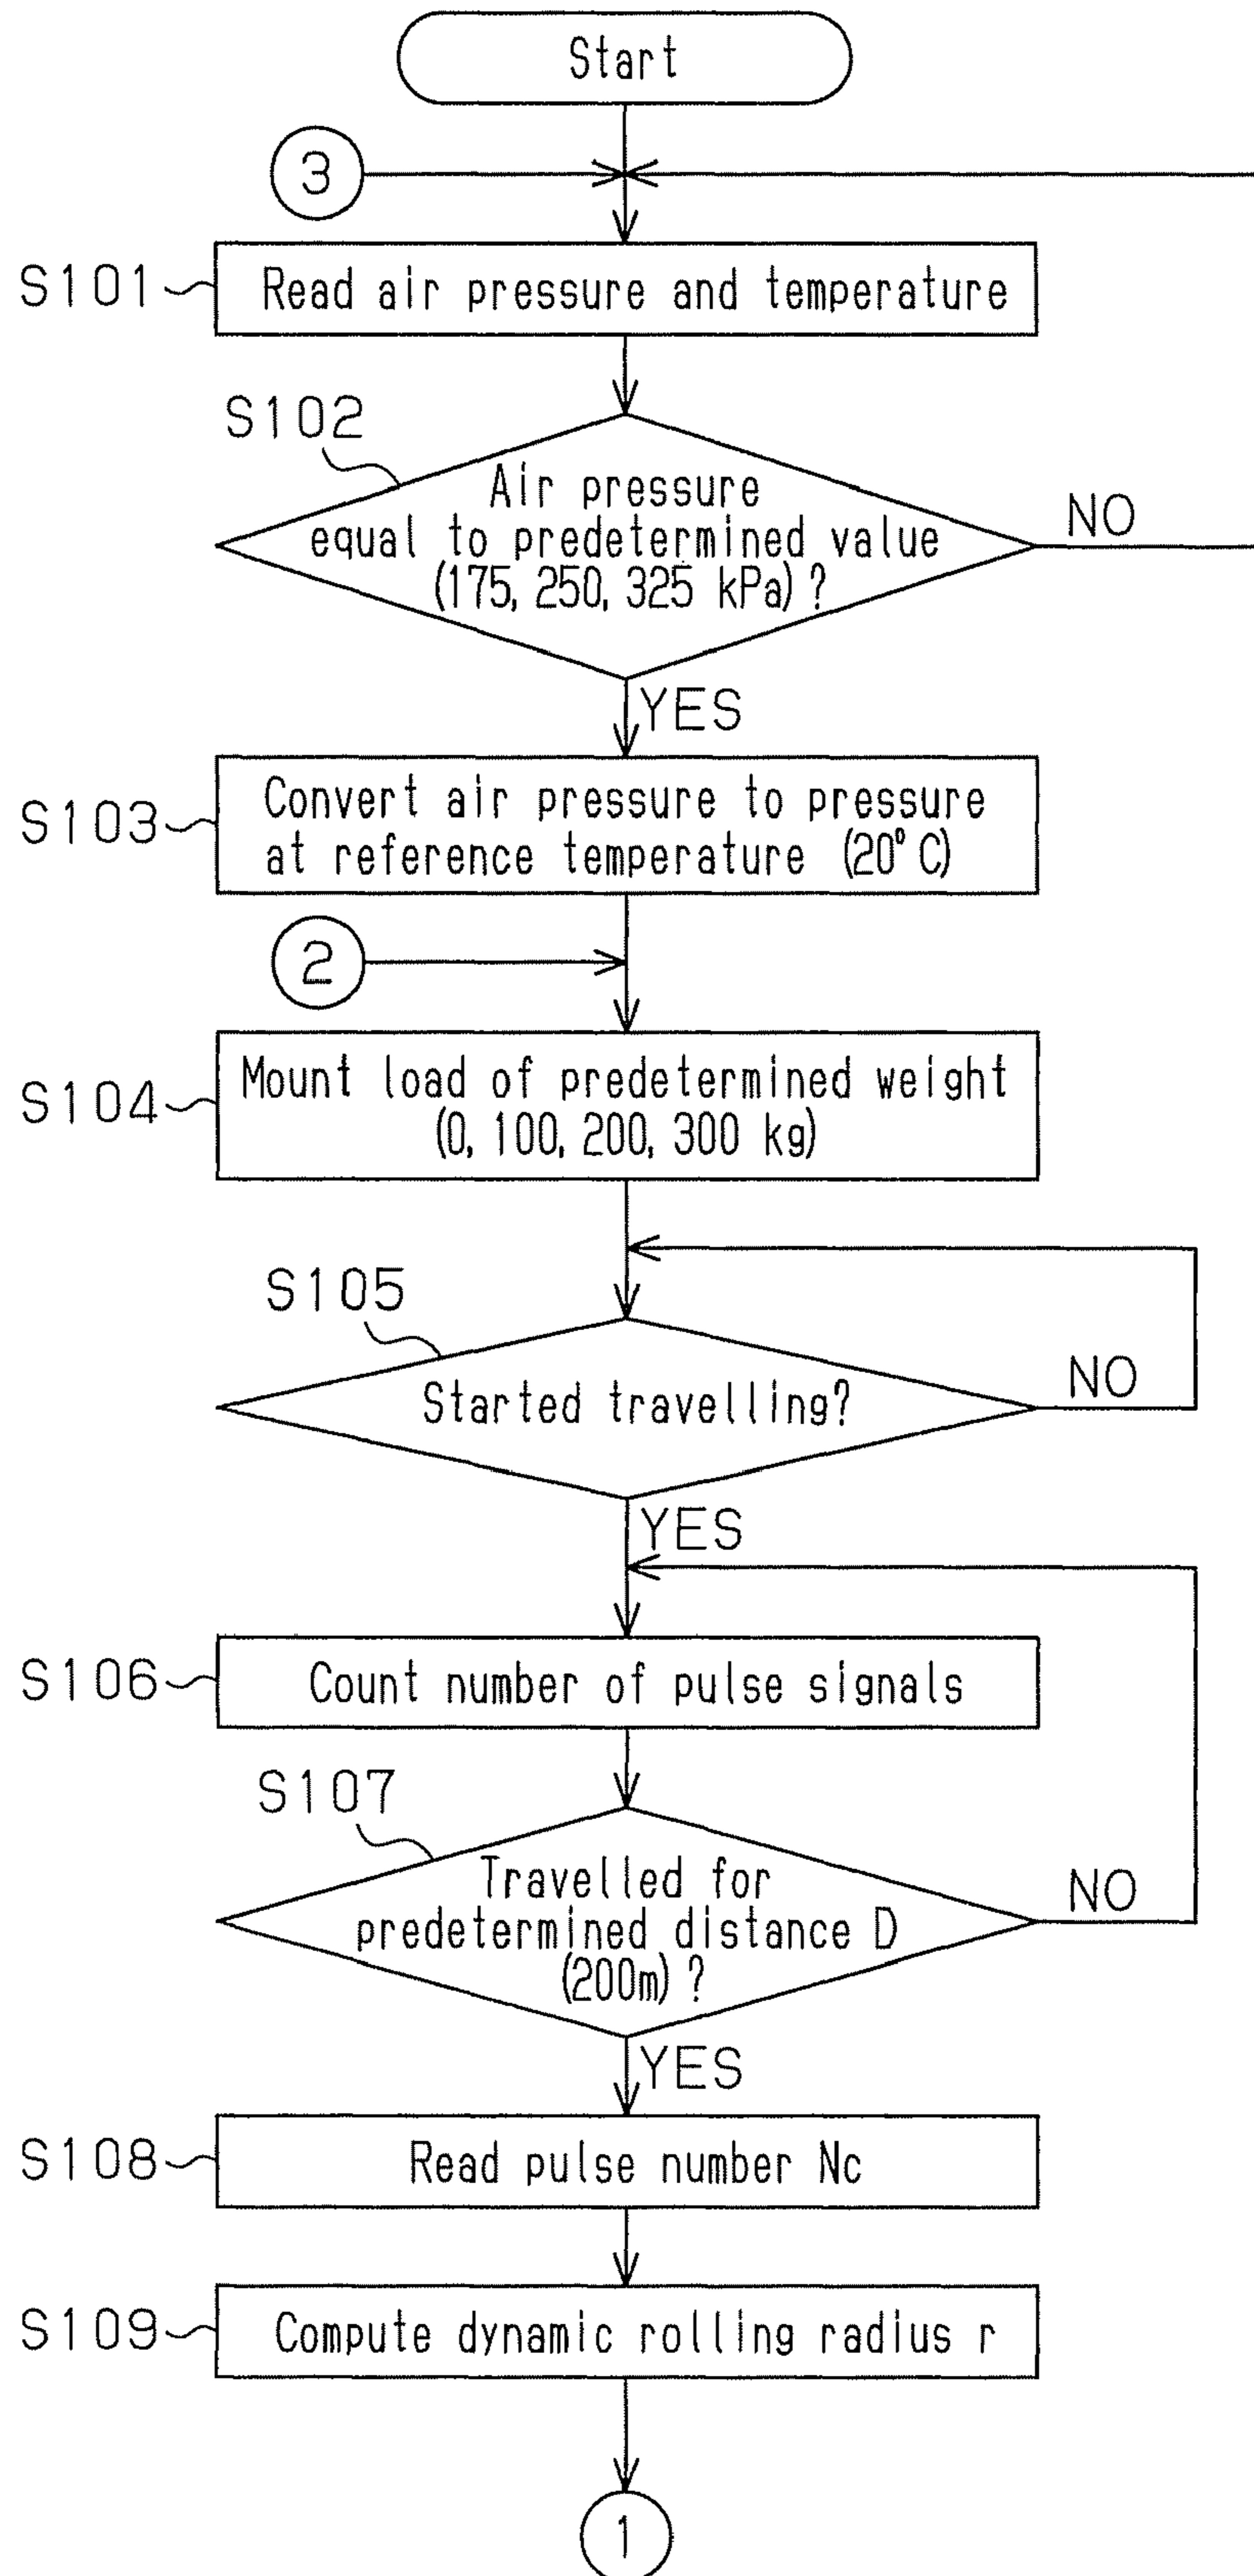 Start
3
S101
Read air pressure and temperature
S102
Air pressure
equal to predetermined value
(175, 250, 325 kPa) ?
NO
YES
S103
Convert air pressure to pressure
at reference temperature (20° C)
2
S104
Mount load of predetermined weight
(0, 100, 200, 300 kg)
S105
Started travelling?
NO
YES
S106
Count number of pulse signals
S107
Travelled for
predetermined distance D
(200m) ?
NO
YES
S108
Read pulse number Nc
S109
Compute dynamic rolling radius r
1